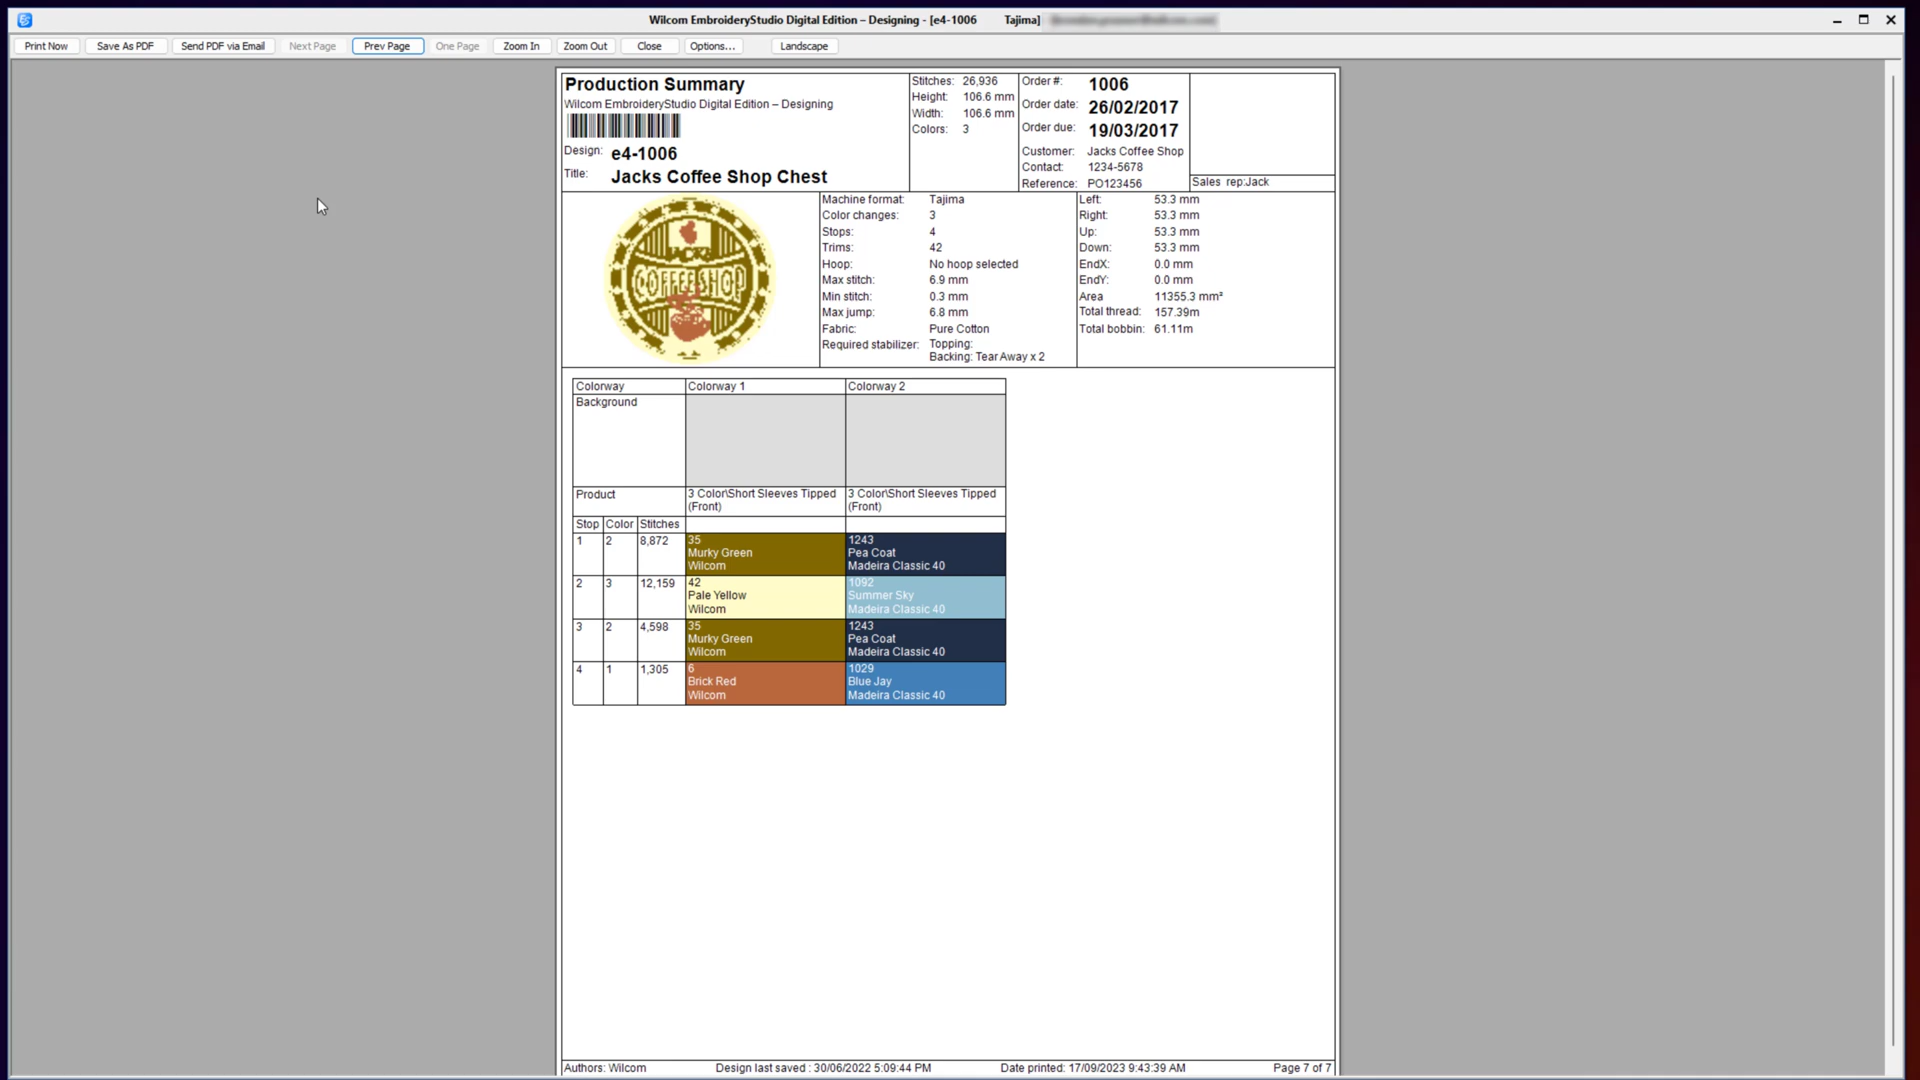 Wilcom EmbroideryStudio Digital Edition – Designing - [e4-1006 Tajima]
Print Now Save As PDF Send PDF via Email Next Page Prev Page One Page Zoom In Zoom Out Close Options... Landscape
Production Summary
Wilcom EmbroideryStudio Digital Edition – Designing
Design: e4-1006
Title: Jacks Coffee Shop Chest
Stitches: 26,936
Height: 106.6 mm
Width: 106.6 mm
Colors: 3
Order #: 1006
Order date: 26/02/2017
Order due: 19/03/2017
Customer: Jacks Coffee Shop
Contact: 1234-5678
Reference: PO123456
Sales rep:Jack
JACKS
COFFEE SHOP
Machine format: Tajima
Color changes: 3
Stops: 4
Trims: 42
Hoop: No hoop selected
Max stitch: 6.9 mm
Min stitch: 0.3 mm
Max jump: 6.8 mm
Fabric: Pure Cotton
Required stabilizer: Topping:
Backing: Tear Away x 2
Left: 53.3 mm
Right: 53.3 mm
Up: 53.3 mm
Down: 53.3 mm
EndX: 0.0 mm
EndY: 0.0 mm
Area 11355.3 mm²
Total thread: 157.39m
Total bobbin: 61.11m
Colorway Colorway 1 Colorway 2
Background
Product 3 Color\Short Sleeves Tipped 3 Color\Short Sleeves Tipped
(Front) (Front)
Stop Color Stitches
1 2 8,872 35 1243
Murky Green Pea Coat
Wilcom Madeira Classic 40
2 3 12,159 42 1092
Pale Yellow Summer Sky
Wilcom Madeira Classic 40
3 2 4,598 35 1243
Murky Green Pea Coat
Wilcom Madeira Classic 40
4 1 1,305 6 1029
Brick Red Blue Jay
Wilcom Madeira Classic 40
Authors: Wilcom Design last saved : 30/06/2022 5:09:44 PM Date printed: 17/09/2023 9:43:39 AM Page 7 of 7